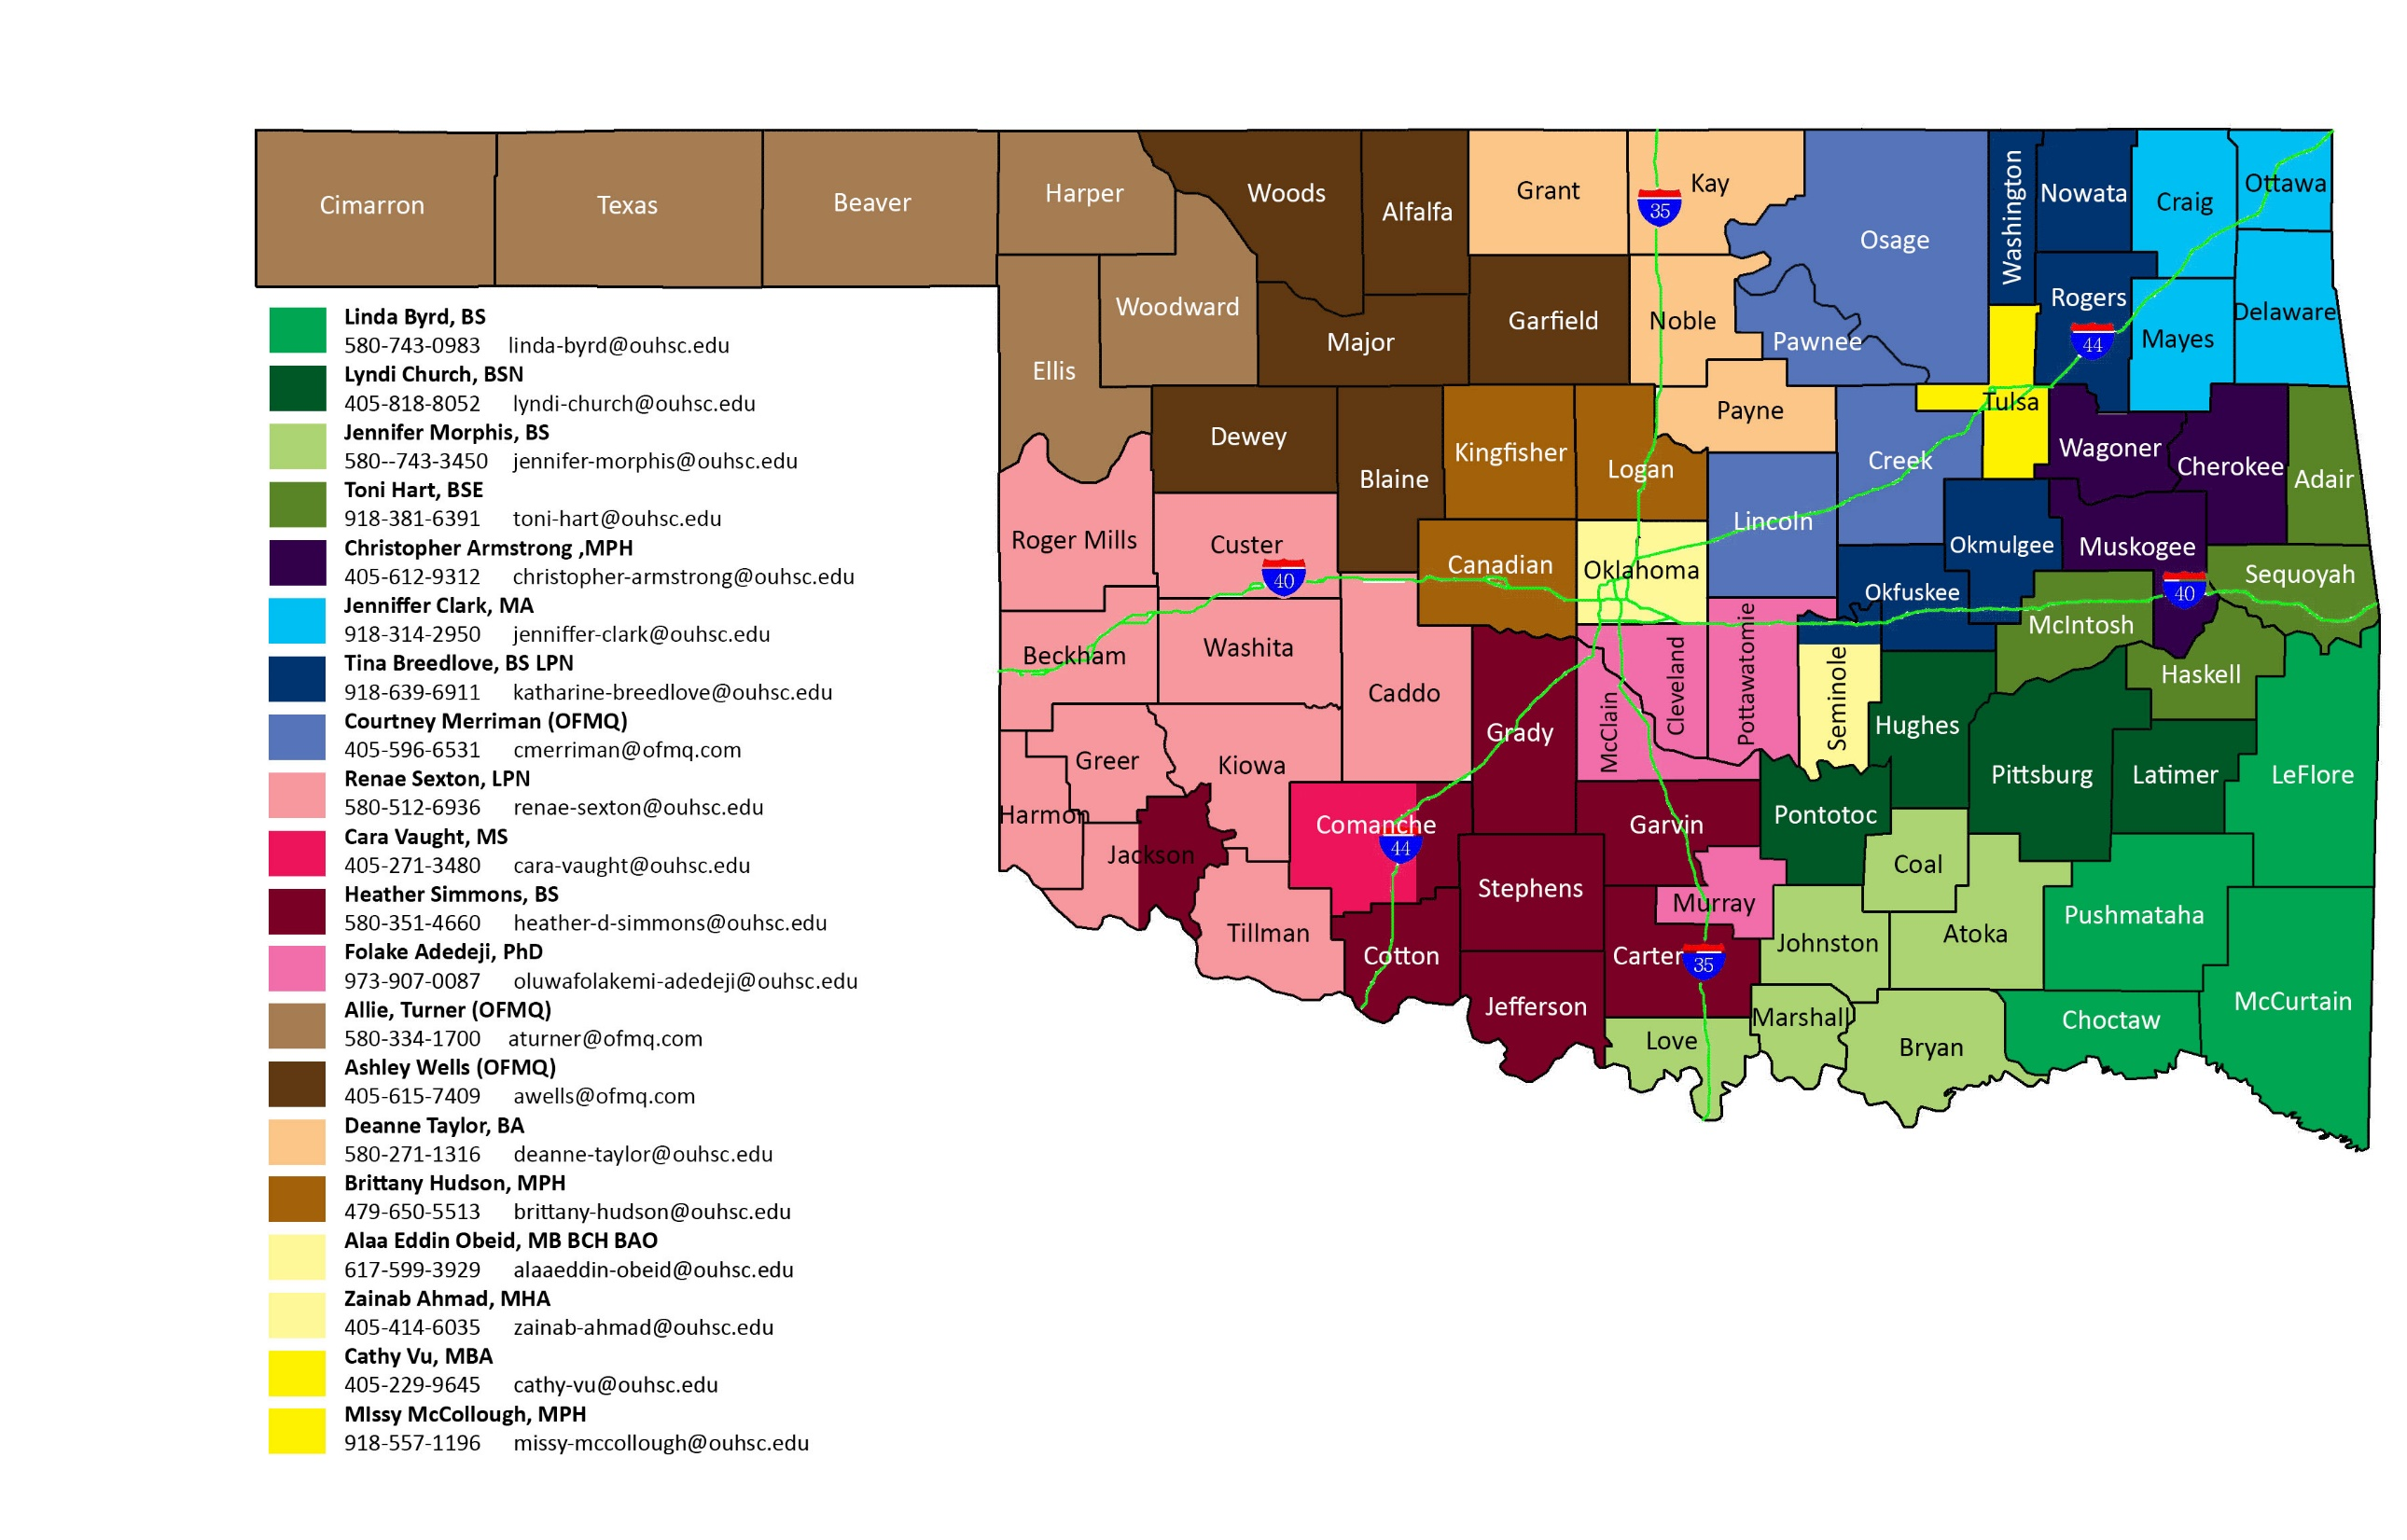 Cimarron
Texas
Beaver
Harper
Woods
Alfalfa
Grant
Kay
35
Osage
Washington
Nowata
Craig
Ottawa
Woodward
Ellis
Major
Garfield
Noble
Pawnee
Rogers
44
Mayes
Delaware
Dewey
Blaine
Kingfisher
Logan
Payne
Creek
Tulsa
Wagoner
Cherokee
Adair
Roger Mills
Custer
40
Canadian
Oklahoma
Lincoln
Okmulgee
Okfuskee
Muskogee
40
Sequoyah
Beckham
Washita
Caddo
Grady
McClain
Cleveland
Pottawatomie
Seminole
Hughes
McIntosh
Haskell
Pittsburg
Latimer
LeFlore
Greer
Kiowa
Harmon
Jackson
Comanche
44
Garvin
Pontotoc
Coal
Tillman
Cotton
Stephens
Murray
Carter
35
Johnston
Atoka
Pushmataha
Jefferson
Love
Marshall
Bryan
Choctaw
McCurtain
Linda Byrd, BS
580-743-0983 linda-byrd@ouhsc.edu
Lyndi Church, BSN
405-818-8052 lyndi-church@ouhsc.edu
Jennifer Morphis, BS
580--743-3450 jennifer-morphis@ouhsc.edu
Toni Hart, BSE
918-381-6391 toni-hart@ouhsc.edu
Christopher Armstrong ,MPH
405-612-9312 christopher-armstrong@ouhsc.edu
Jenniffer Clark, MA
918-314-2950 jenniffer-clark@ouhsc.edu
Tina Breedlove, BS LPN
918-639-6911 katharine-breedlove@ouhsc.edu
Courtney Merriman (OFMQ)
405-596-6531 cmerriman@ofmq.com
Renae Sexton, LPN
580-512-6936 renae-sexton@ouhsc.edu
Cara Vaught, MS
405-271-3480 cara-vaught@ouhsc.edu
Heather Simmons, BS
580-351-4660 heather-d-simmons@ouhsc.edu
Folake Adedeji, PhD
973-907-0087 oluwafolakemi-adedeji@ouhsc.edu
Allie, Turner (OFMQ)
580-334-1700 aturner@ofmq.com
Ashley Wells (OFMQ)
405-615-7409 awells@ofmq.com
Deanne Taylor, BA
580-271-1316 deanne-taylor@ouhsc.edu
Brittany Hudson, MPH
479-650-5513 brittany-hudson@ouhsc.edu
Alaa Eddin Obeid, MB BCH BAO
617-599-3929 alaaeddin-obeid@ouhsc.edu
Zainab Ahmad, MHA
405-414-6035 zainab-ahmad@ouhsc.edu
Cathy Vu, MBA
405-229-9645 cathy-vu@ouhsc.edu
MIssy McCollough, MPH
918-557-1196 missy-mccollough@ouhsc.edu